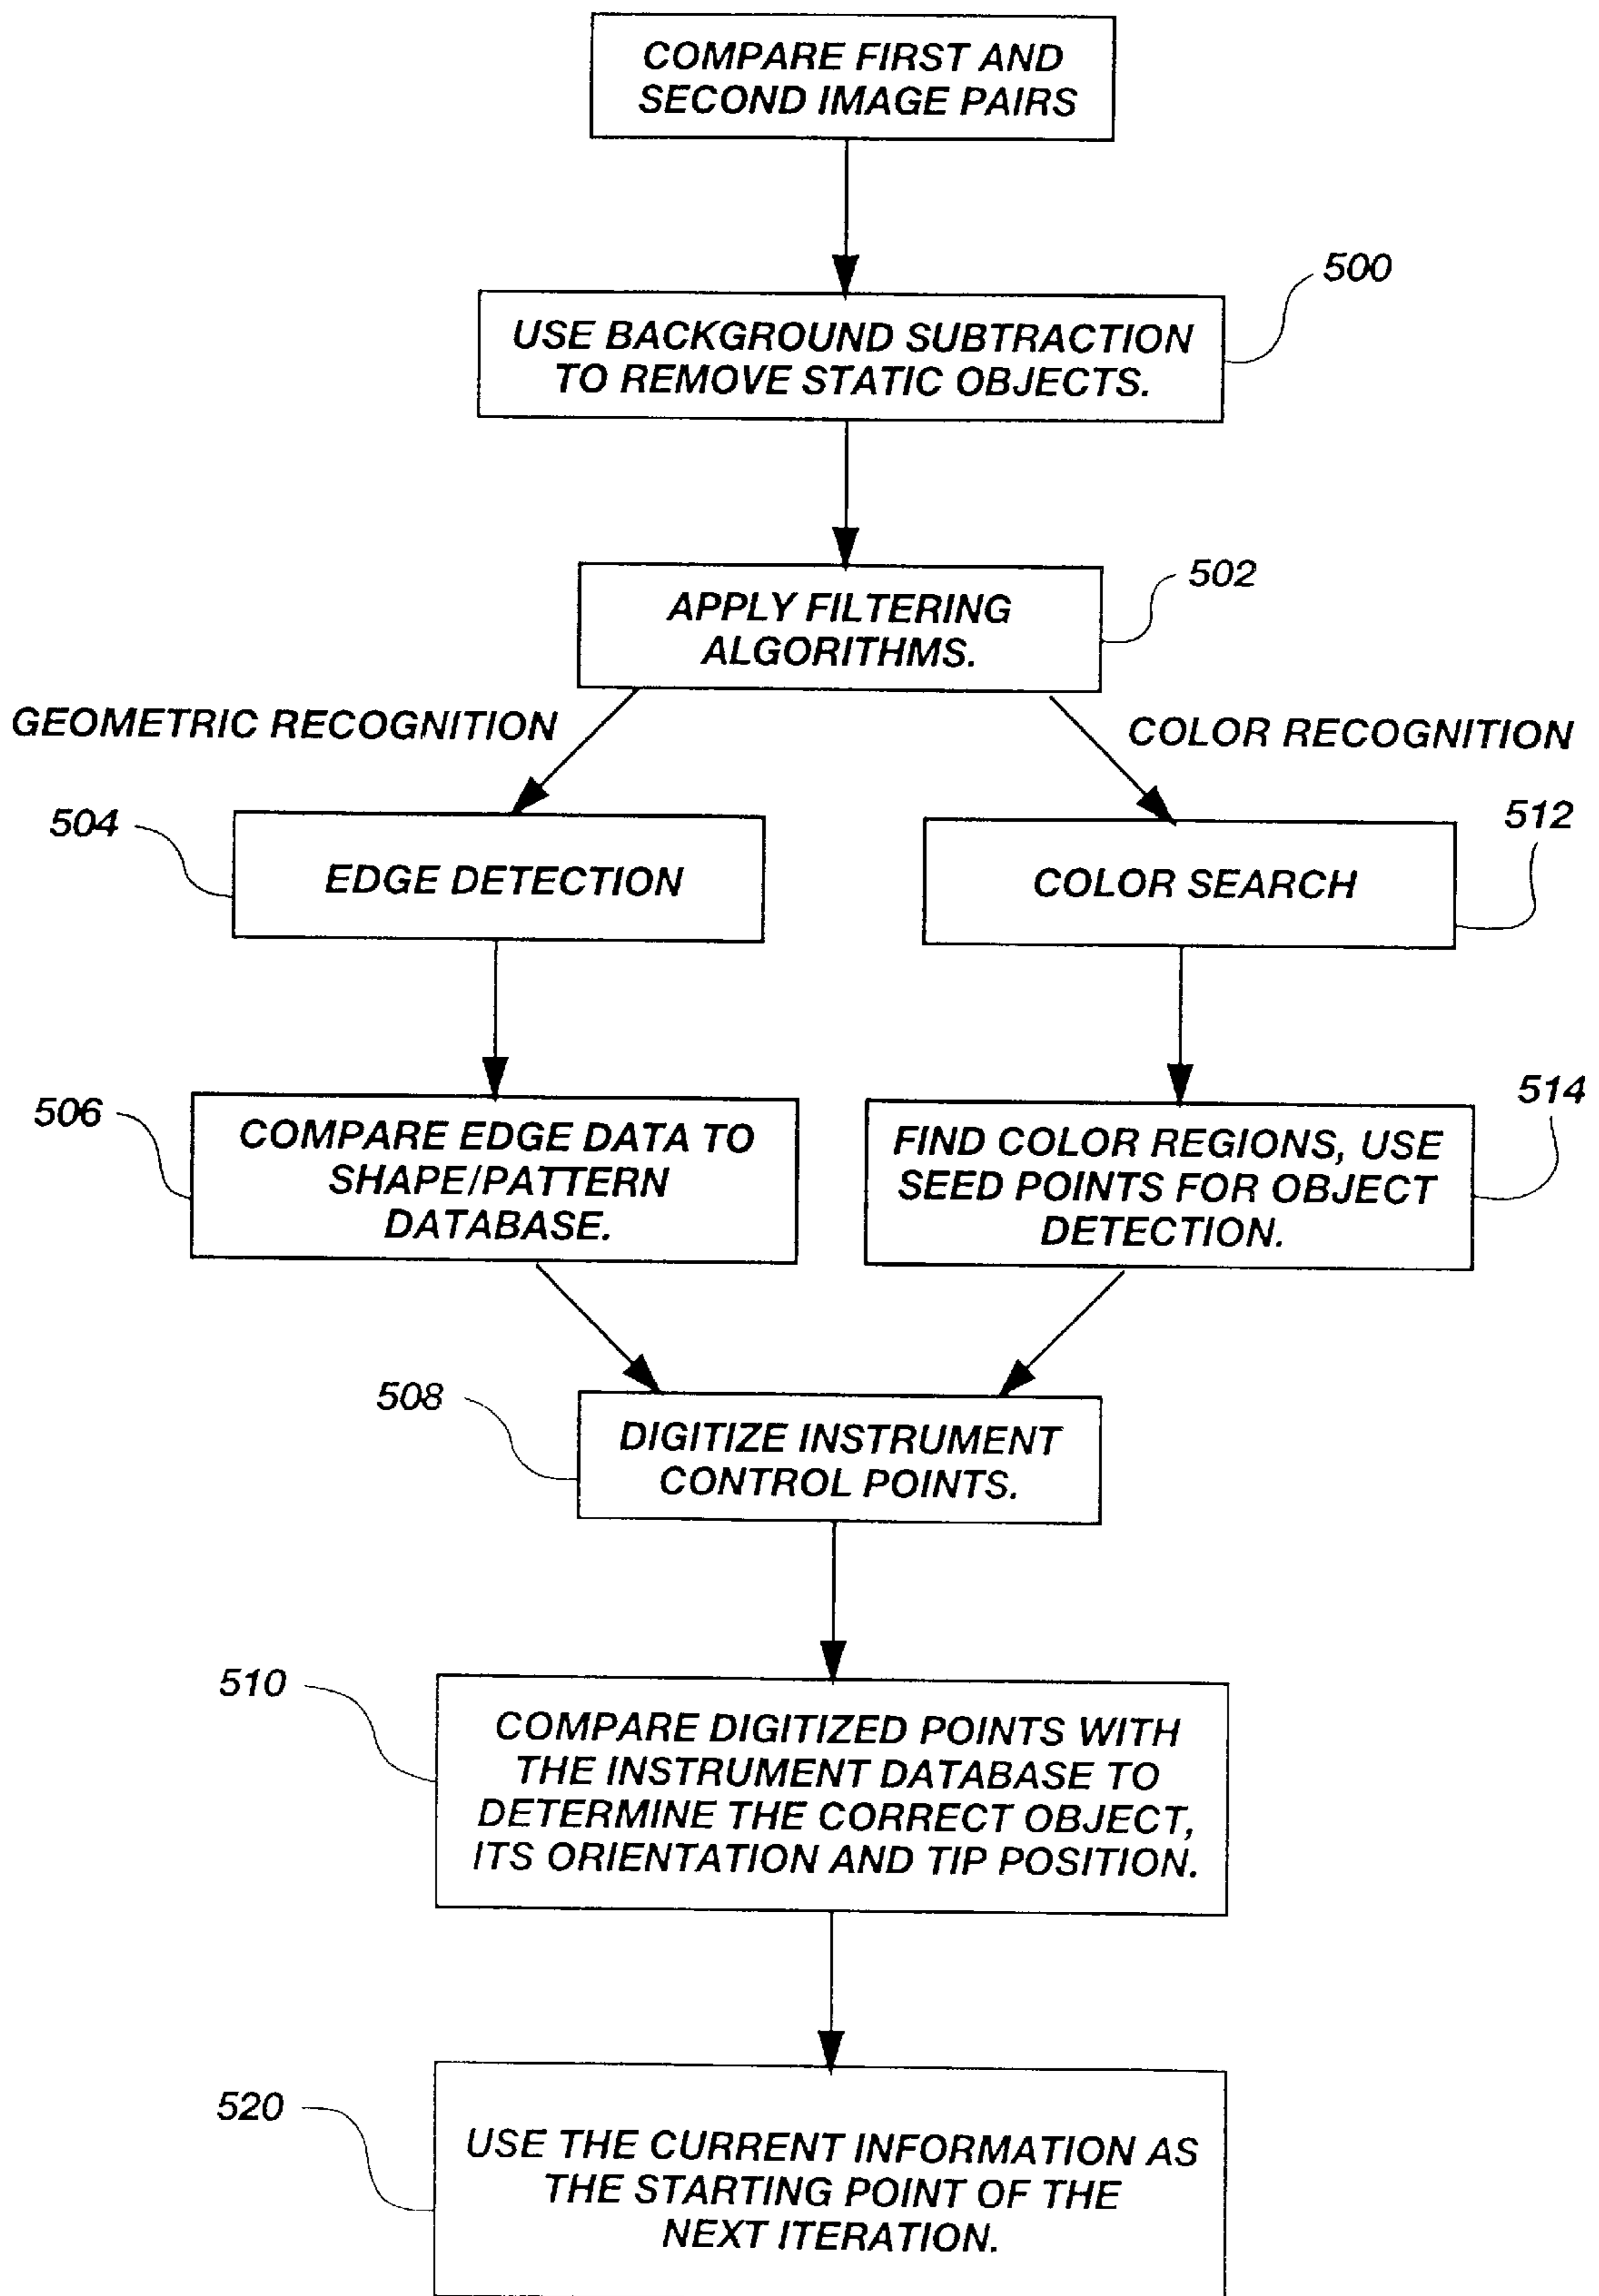 COMPARE FIRST AND
SECOND IMAGE PAIRS
500
USE BACKGROUND SUBTRACTION
TO REMOVE STATIC OBJECTS.
502
APPLY FILTERING
ALGORITHMS.
GEOMETRIC RECOGNITION
COLOR RECOGNITION
504
EDGE DETECTION
512
COLOR SEARCH
506
COMPARE EDGE DATA TO
SHAPE/PATTERN
DATABASE.
514
FIND COLOR REGIONS, USE
SEED POINTS FOR OBJECT
DETECTION.
508
DIGITIZE INSTRUMENT
CONTROL POINTS.
510
COMPARE DIGITIZED POINTS WITH
THE INSTRUMENT DATABASE TO
DETERMINE THE CORRECT OBJECT,
ITS ORIENTATION AND TIP POSITION.
520
USE THE CURRENT INFORMATION AS
THE STARTING POINT OF THE
NEXT ITERATION.